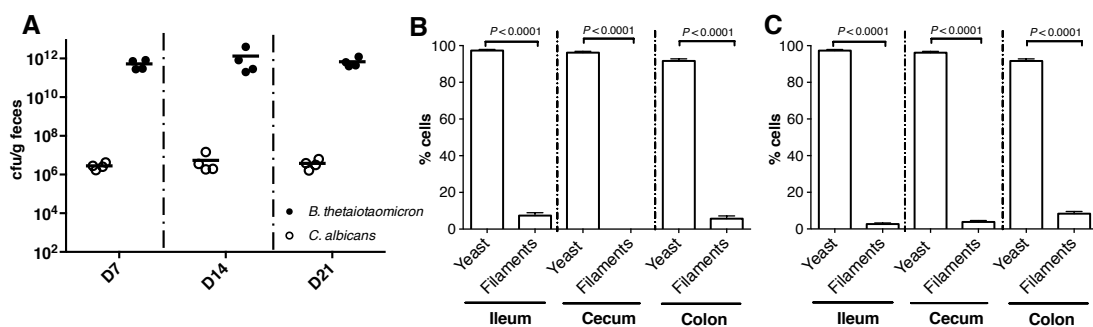 A
cfu/g feces
10¹²
10¹⁰
10⁸
10⁶
10⁴
10²
B. thetaiotaomicron
C. albicans
D7
D14
D21
B
% cells
100
80
60
40
20
0
P<0.0001
P<0.0001
P<0.0001
Yeast
Filaments
Yeast
Filaments
Yeast
Filaments
Ileum
Cecum
Colon
C
% cells
100
80
60
40
20
0
P<0.0001
P<0.0001
P<0.0001
Yeast
Filaments
Yeast
Filaments
Yeast
Filaments
Ileum
Cecum
Colon